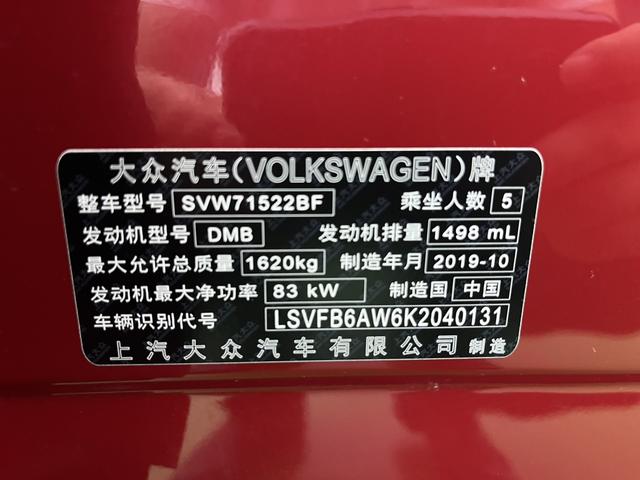 大众汽车(VOLKSWAGEN)牌
整车型号 SVW71522BF 乘坐人数 5
发动机型号 DMB 发动机排量 1498 mL
最大允许总质量 1620kg 制造年月 2019-10
发动机最大净功率 83 kW 制造国 中国
车辆识别代号 LSVFB6AW6K2040131
上汽大众汽车有限公司 制造